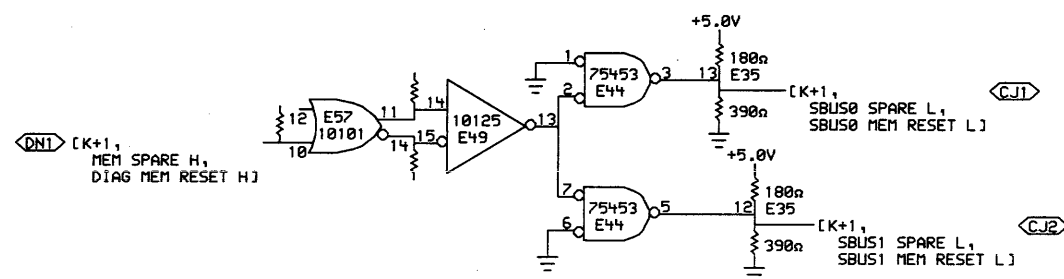 +5.0V
180Ω
E35
1
2
75453
E44
3
13
390Ω
[K+1,
SBUS0 SPARE L,
SBUS0 MEM RESET L]
CJ1
12
E57
10101
11
14
10125
E49
13
10
14
15
DN1
[K+1,
MEM SPARE H,
DIAG MEM RESET H]
+5.0V
180Ω
E35
7
6
75453
E44
5
12
390Ω
[K+1,
SBUS1 SPARE L,
SBUS1 MEM RESET L]
CJ2